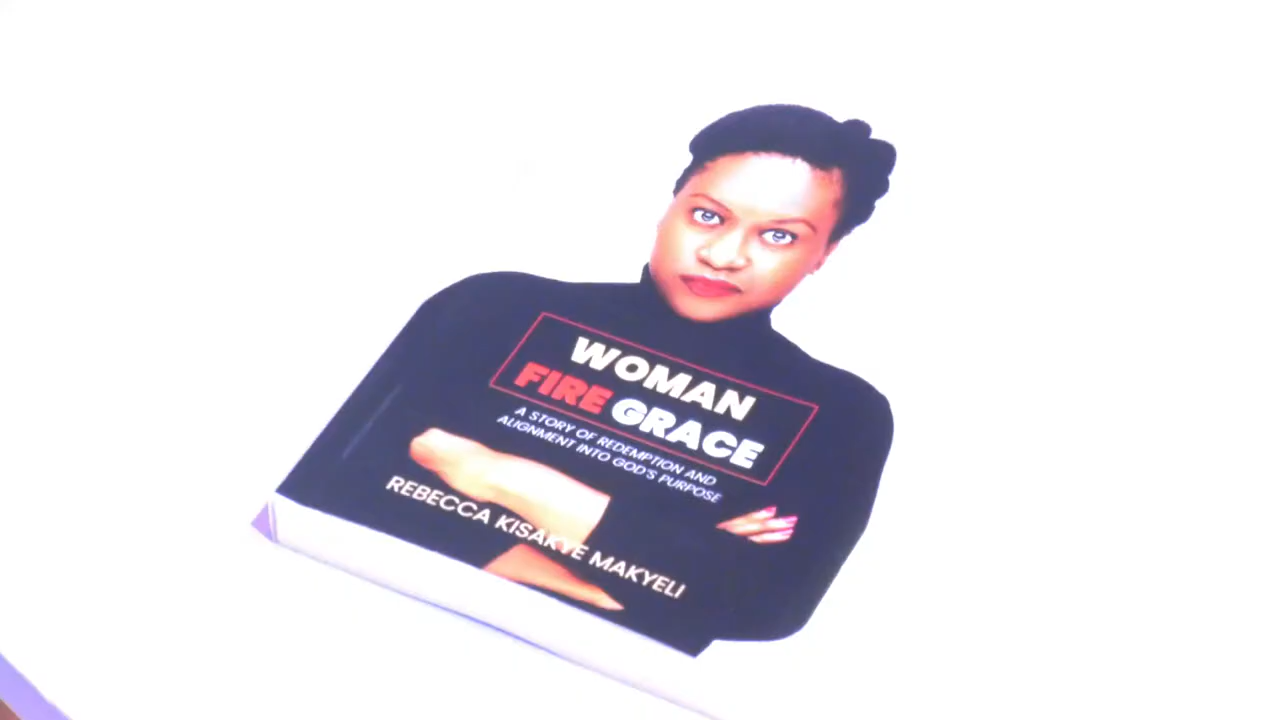 WOMAN
FIRE GRACE
A STORY OF REDEMPTION AND
ALIGNMENT INTO GOD'S PURPOSE
REBECCA KISAKYE MAKYELI